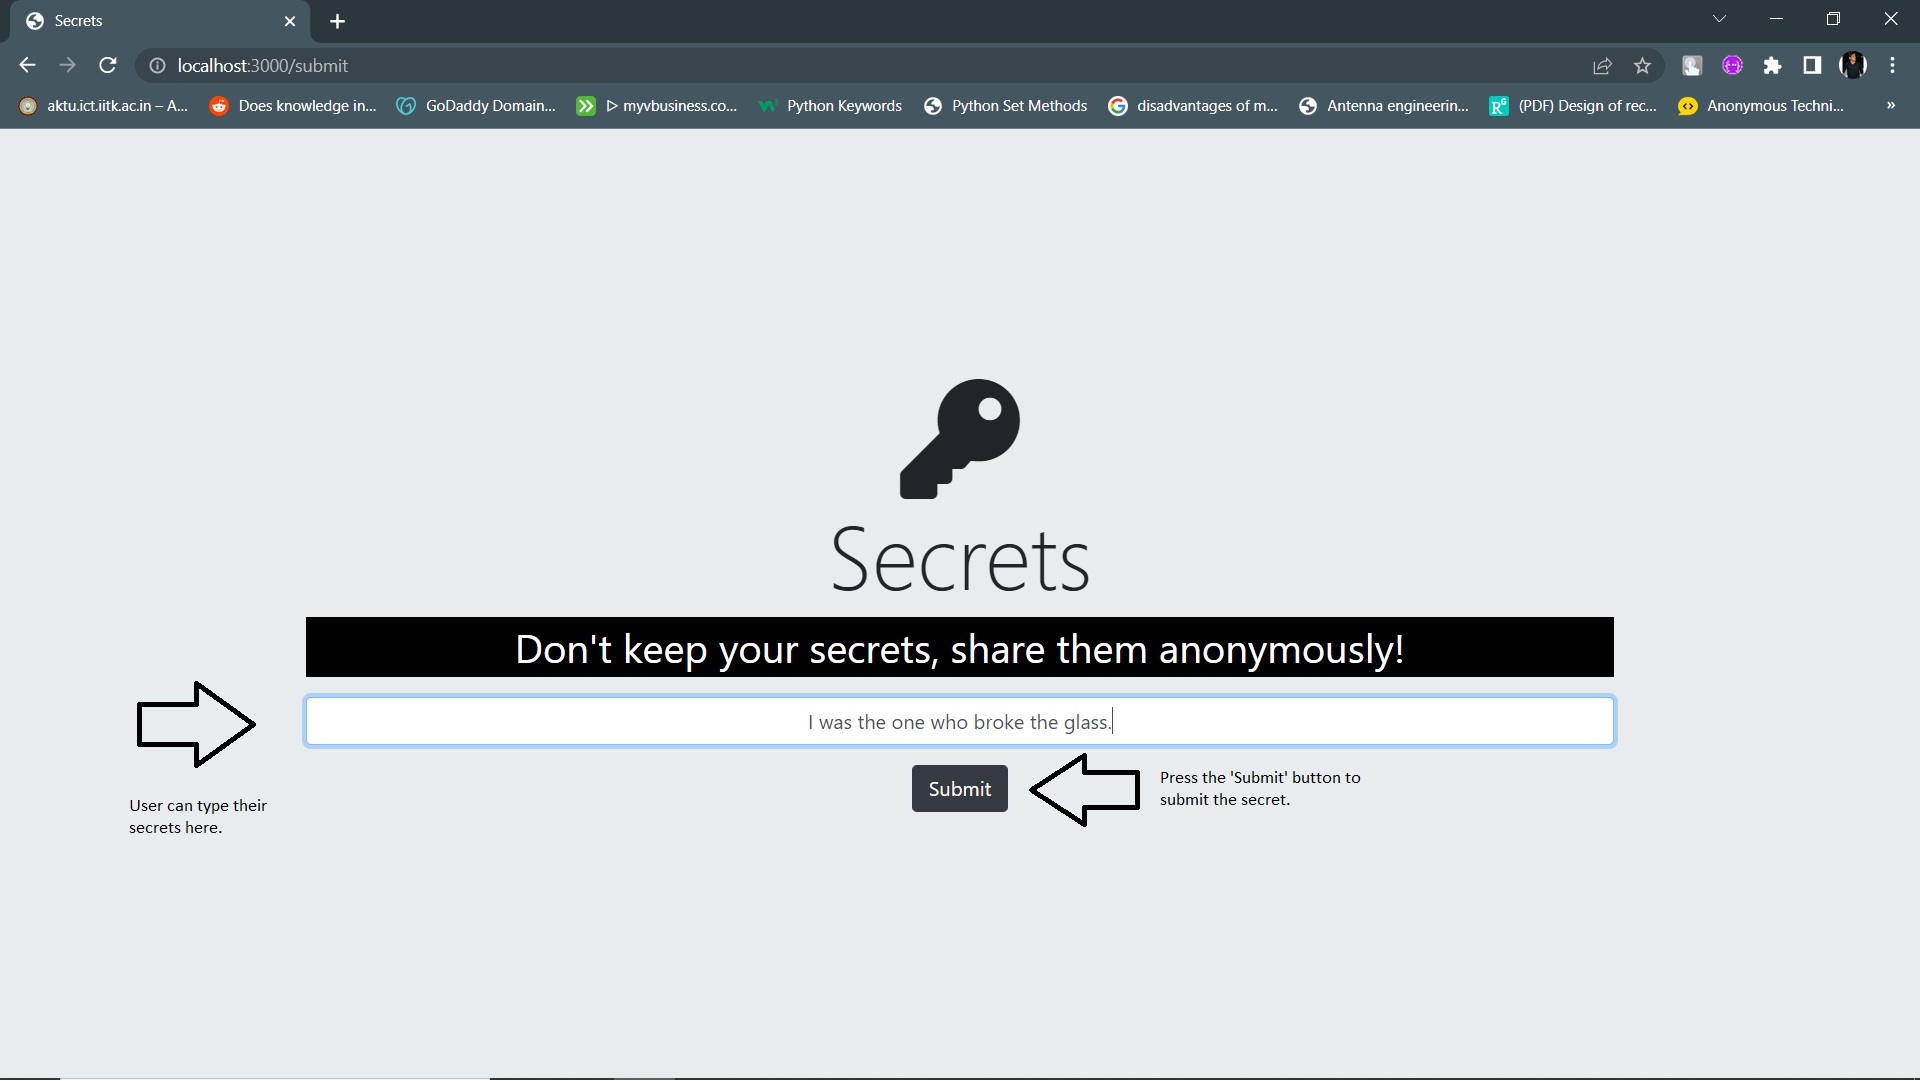 Secrets
localhost:3000/submit
aktu.ict.iitk.ac.in – A...
Does knowledge in...
GoDaddy Domain...
myvbusiness.co...
Python Keywords
Python Set Methods
disadvantages of m...
Antenna engineerin...
(PDF) Design of rec...
Anonymous Techni...
»
Secrets
Don't keep your secrets, share them anonymously!
I was the one who broke the glass.
Submit
Press the 'Submit' button to
submit the secret.
User can type their
secrets here.